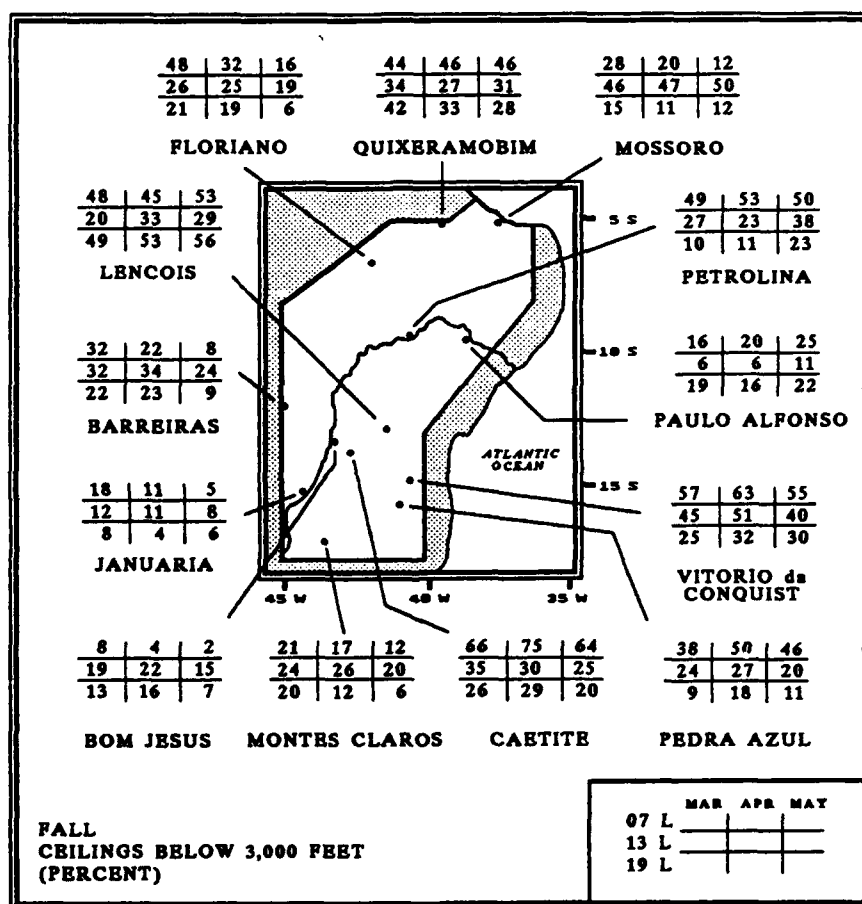 48 32 16
26 25 19
21 19 6
FLORIANO
44 46 46
34 27 31
42 33 28
QUIXERAMOBIM
28 20 12
46 47 50
15 11 12
MOSSORO
48 45 53
20 33 29
49 53 56
LENCOIS
49 53 50
27 23 38
10 11 23
PETROLINA
32 22 8
32 34 24
22 23 9
BARREIRAS
16 20 25
6 6 11
19 16 22
PAULO ALFONSO
18 11 5
12 11 8
8 4 6
JANUARIA
57 63 55
45 51 40
25 32 30
VITORIO da
CONQUIST
5 S
10 S
15 S
ATLANTIC
OCEAN
45 W 40 W 35 W
8 4 2
19 22 15
13 16 7
BOM JESUS
21 17 12
24 26 20
20 12 6
MONTES CLAROS
66 75 64
35 30 25
26 29 20
CAETITE
38 50 46
24 27 20
9 18 11
PEDRA AZUL
FALL
CEILINGS BELOW 3,000 FEET
(PERCENT)
MAR APR MAY
07 L
13 L
19 L